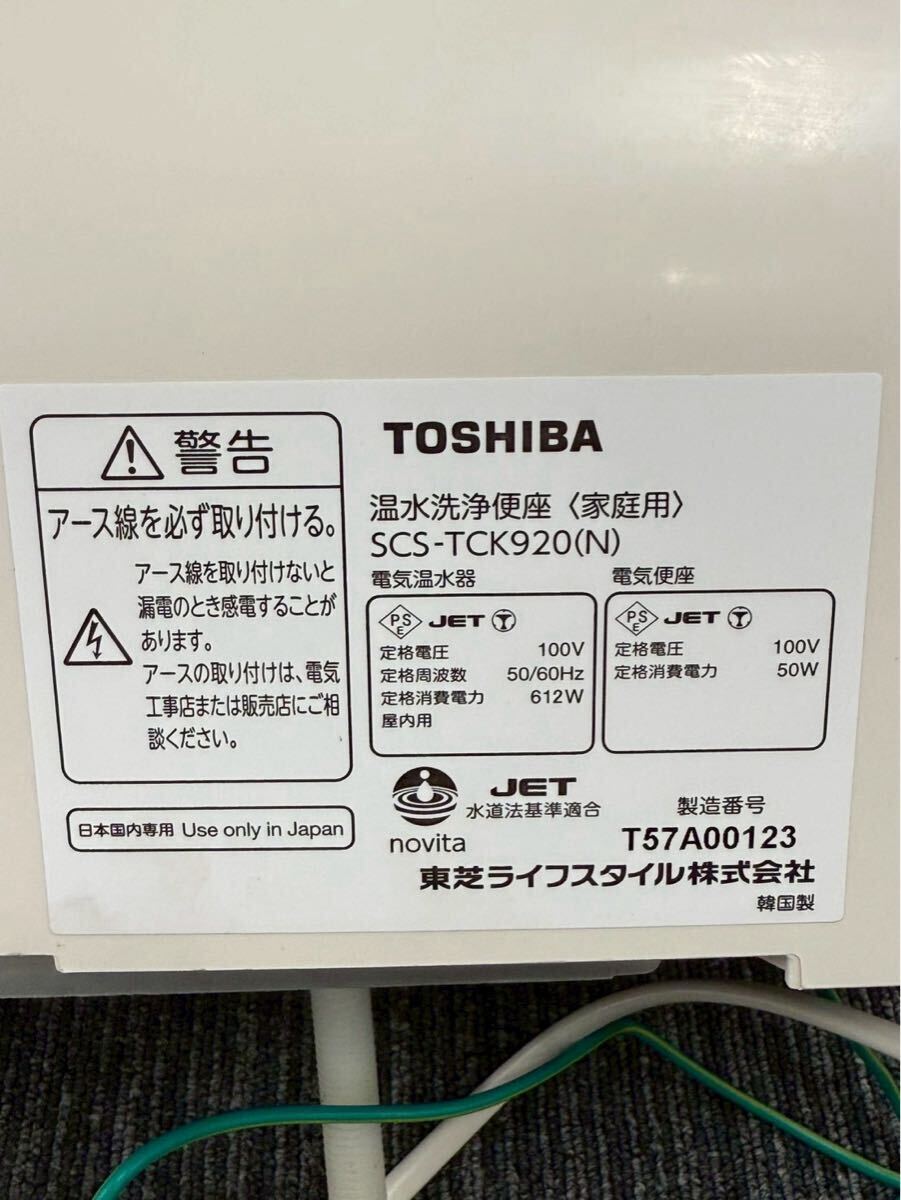 警告
アース線を必ず取り付ける。
アース線を取り付けないと
漏電のとき感電することが
あります。
アースの取り付けは、電気
工事店または販売店にご相
談ください。
日本国内専用 Use only in Japan
TOSHIBA
温水洗浄便座〈家庭用〉
SCS-TCK920(N)
電気温水器
PS
E
JET
定格電圧 100V
定格周波数 50/60Hz
定格消費電力 612W
屋内用
電気便座
PS
E
JET
定格電圧 100V
定格消費電力 50W
novita
JET
水道法基準適合
製造番号
T57A00123
東芝ライフスタイル株式会社
韓国製